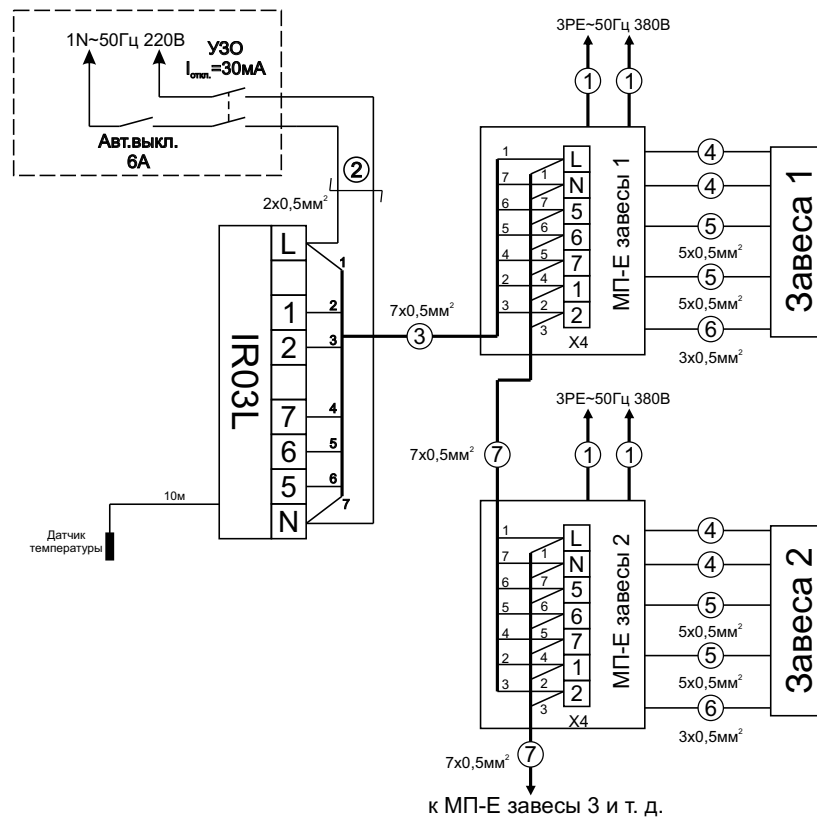 1N~50Гц 220В
УЗО
Iоткл.=30мА
Авт.выкл.
6А
2
2х0,5мм²
IR03L
L
1
2
7
6
5
N
1
2
3
4
5
6
7
7х0,5мм²
3
10м
Датчик
температуры
3PE~50Гц 380В
1
1
1
7
6
5
4
2
3
1
7
6
5
4
2
3
L
N
5
6
7
1
2
X4
МП-Е завесы 1
4
4
5
5х0,5мм²
5
5х0,5мм²
6
3х0,5мм²
Завеса 1
7х0,5мм²
7
3PE~50Гц 380В
1
1
1
7
6
5
4
2
3
1
7
6
5
4
2
3
L
N
5
6
7
1
2
X4
МП-Е завесы 2
4
4
5
5х0,5мм²
5
5х0,5мм²
6
3х0,5мм²
Завеса 2
7х0,5мм²
7
к МП-Е завесы 3 и т. д.